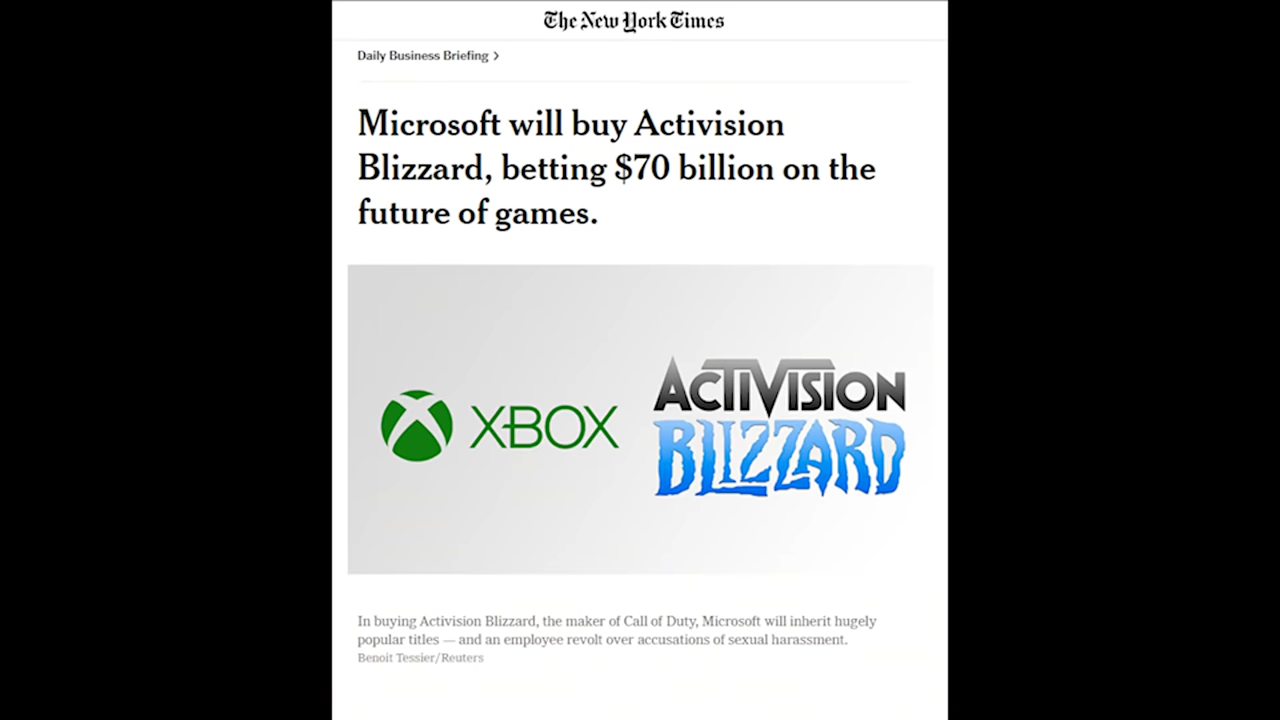 The New York Times
Daily Business Briefing >
Microsoft will buy Activision
Blizzard, betting $70 billion on the
future of games.
XBOX
ACTIVISION
BLIZZARD
In buying Activision Blizzard, the maker of Call of Duty, Microsoft will inherit hugely
popular titles — and an employee revolt over accusations of sexual harassment.
Benoit Tessier/Reuters